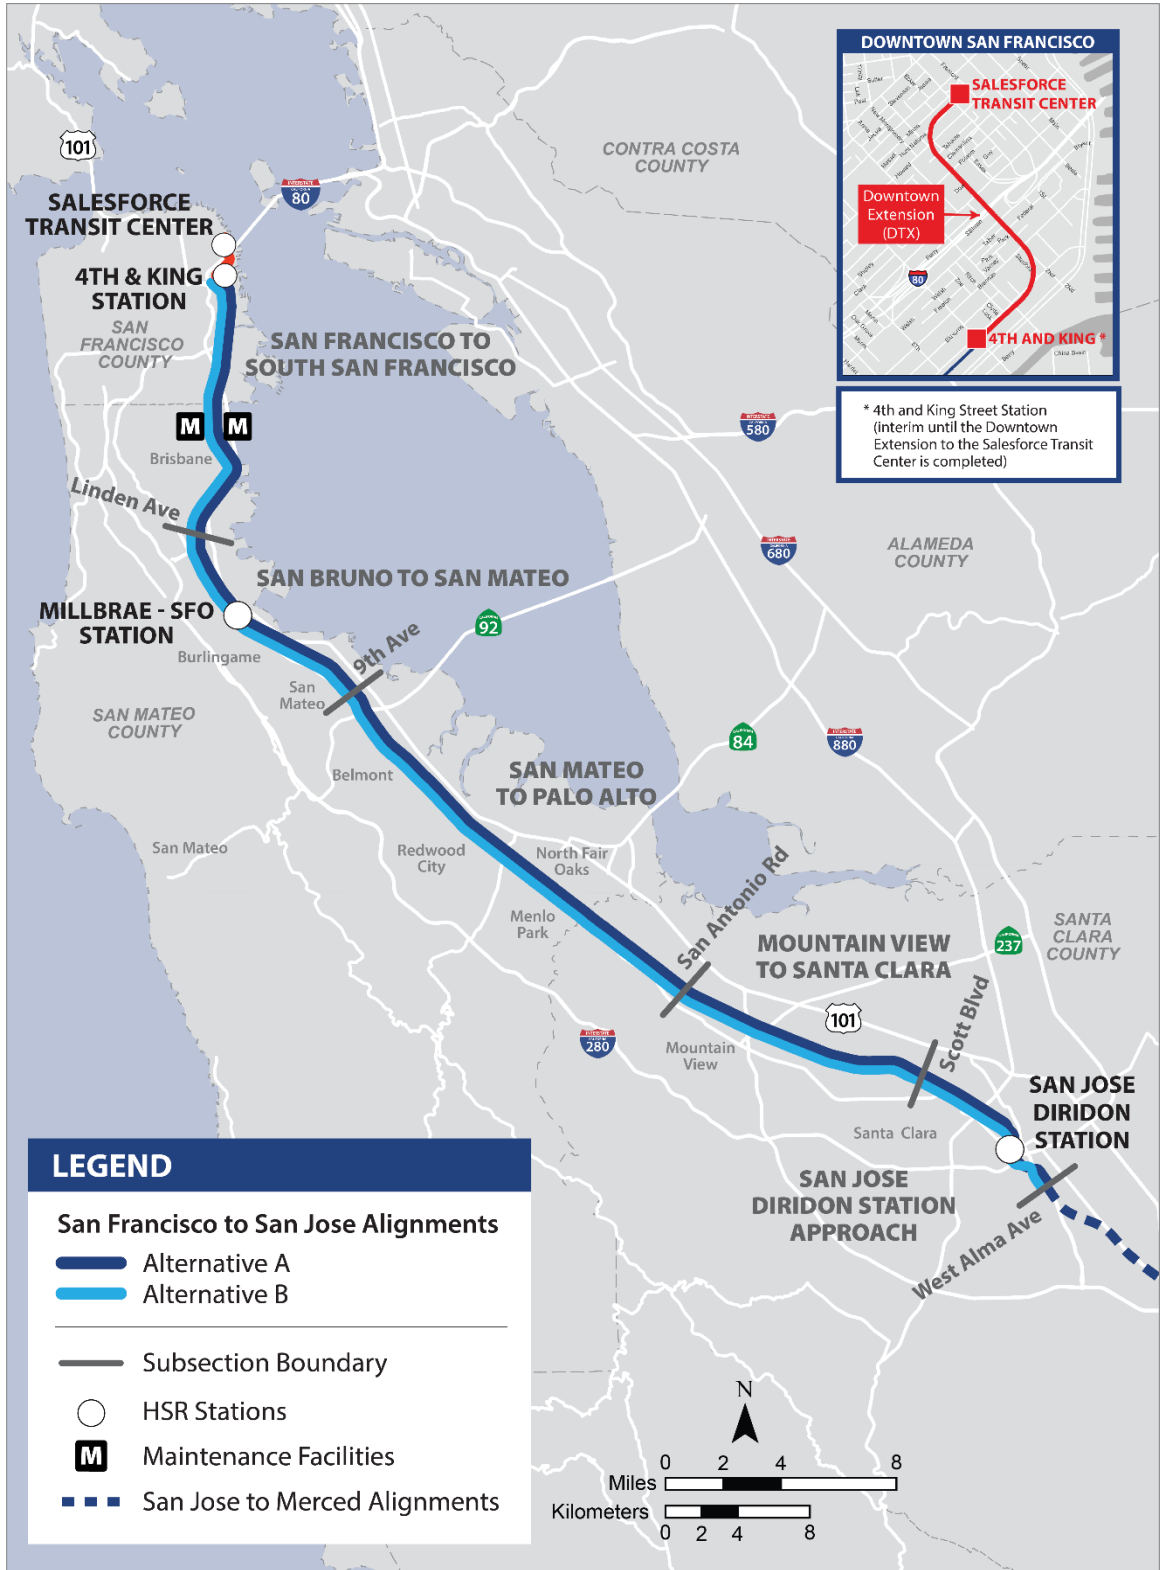 101
SALESFORCE
TRANSIT CENTER
INTERSTATE
CALIFORNIA
80
4TH & KING
STATION
SAN
FRANCISCO
COUNTY
CONTRA COSTA
COUNTY
SAN FRANCISCO TO
SOUTH SAN FRANCISCO
M
M
Brisbane
Linden Ave
SAN BRUNO TO SAN MATEO
MILLBRAE - SFO
STATION
Burlingame
9th Ave
92
San
Mateo
SAN MATEO
COUNTY
Belmont
SAN MATEO
TO PALO ALTO
San Mateo
Redwood
City
North Fair
Oaks
Menlo
Park
San Antonio Rd
MOUNTAIN VIEW
TO SANTA CLARA
101
280
Mountain
View
Scott Blvd
Santa Clara
SAN JOSE
DIRIDON
STATION
SAN JOSE
DIRIDON STATION
APPROACH
West Alma Ave
580
680
ALAMEDA
COUNTY
84
880
237
SANTA
CLARA
COUNTY
DOWNTOWN SAN FRANCISCO
SALESFORCE
TRANSIT CENTER
Downtown
Extension
(DTX)
80
4TH AND KING *
China Basin
* 4th and King Street Station
(interim until the Downtown
Extension to the Salesforce Transit
Center is completed)
LEGEND
San Francisco to San Jose Alignments
Alternative A
Alternative B
Subsection Boundary
HSR Stations
M
Maintenance Facilities
San Jose to Merced Alignments
N
0 2 4 8
Miles
Kilometers
0 2 4 8